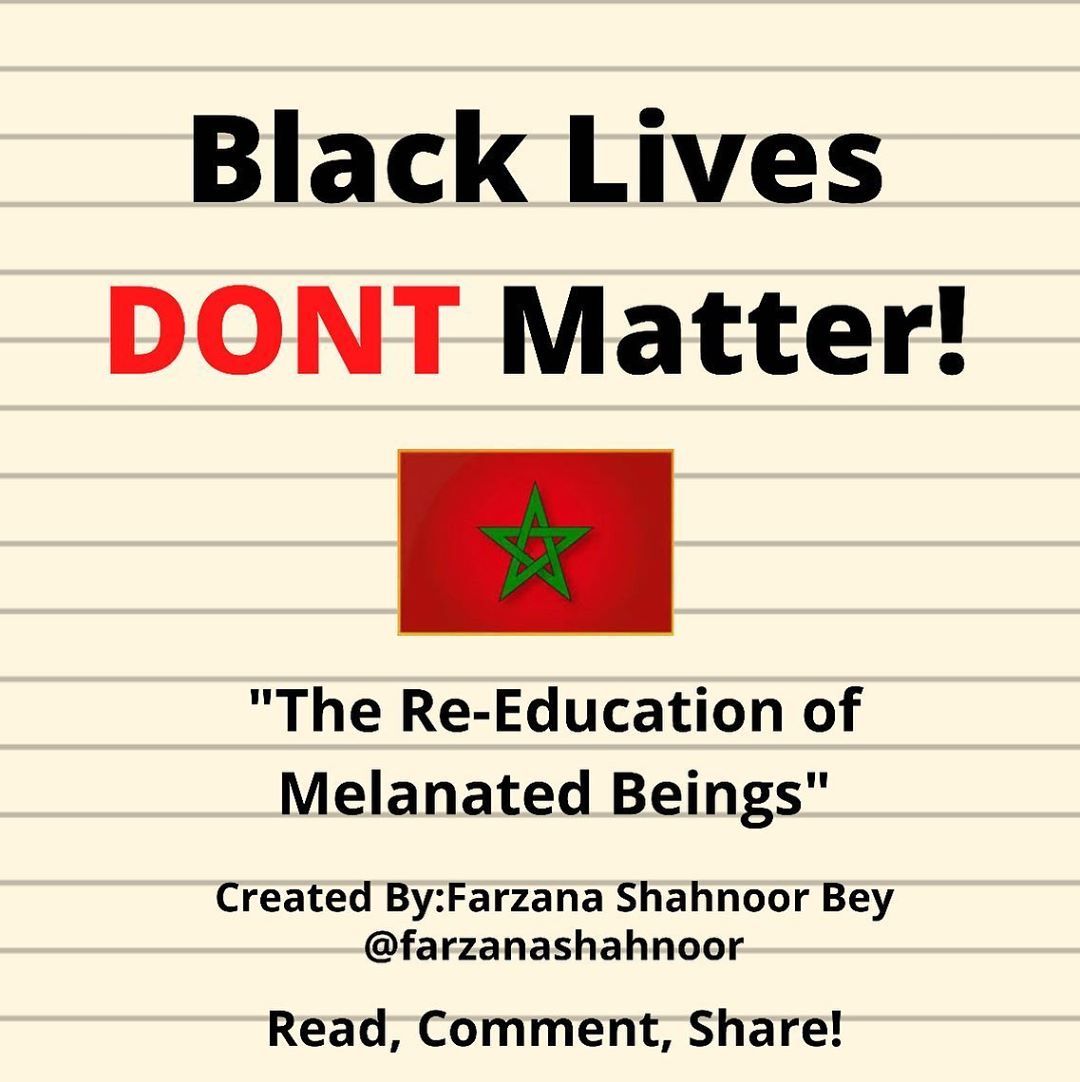 Black Lives
DONT Matter!
"The Re-Education of
Melanated Beings"
Created By:Farzana Shahnoor Bey
@farzanashahnoor
Read, Comment, Share!